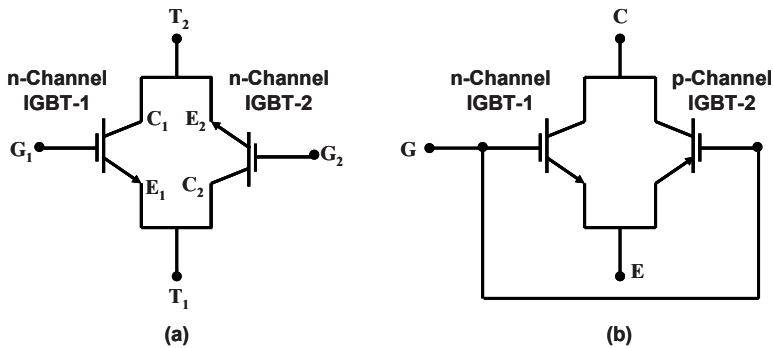 T2
n-Channel
IGBT-1
n-Channel
IGBT-2
C1
E2
G1
G2
E1
C2
T1
(a)
C
n-Channel
IGBT-1
p-Channel
IGBT-2
G
E
(b)